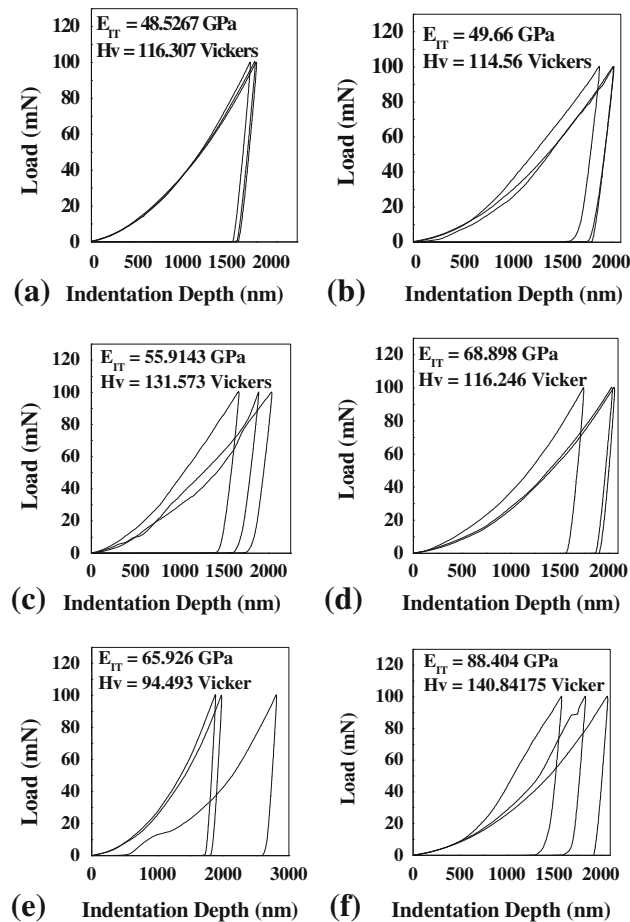 E_IT = 48.5267 GPa
Hv = 116.307 Vickers
120
100
80
60
40
20
0
Load (mN)
0 500 1000 1500 2000
(a) Indentation Depth (nm)
E_IT = 49.66 GPa
Hv = 114.56 Vickers
120
100
80
60
40
20
0
Load (mN)
0 500 1000 1500 2000
(b) Indentation Depth (nm)
E_IT = 55.9143 GPa
Hv = 131.573 Vickers
120
100
80
60
40
20
0
Load (mN)
0 500 1000 1500 2000
(c) Indentation Depth (nm)
E_IT = 68.898 GPa
Hv = 116.246 Vicker
120
100
80
60
40
20
0
Load (mN)
0 500 1000 1500 2000
(d) Indentation Depth (nm)
E_IT = 65.926 GPa
Hv = 94.493 Vicker
120
100
80
60
40
20
0
Load (mN)
0 1000 2000 3000
(e) Indentation Depth (nm)
E_IT = 88.404 GPa
Hv = 140.84175 Vicker
120
100
80
60
40
20
0
Load (mN)
0 500 1000 1500 2000
(f) Indentation Depth (nm)